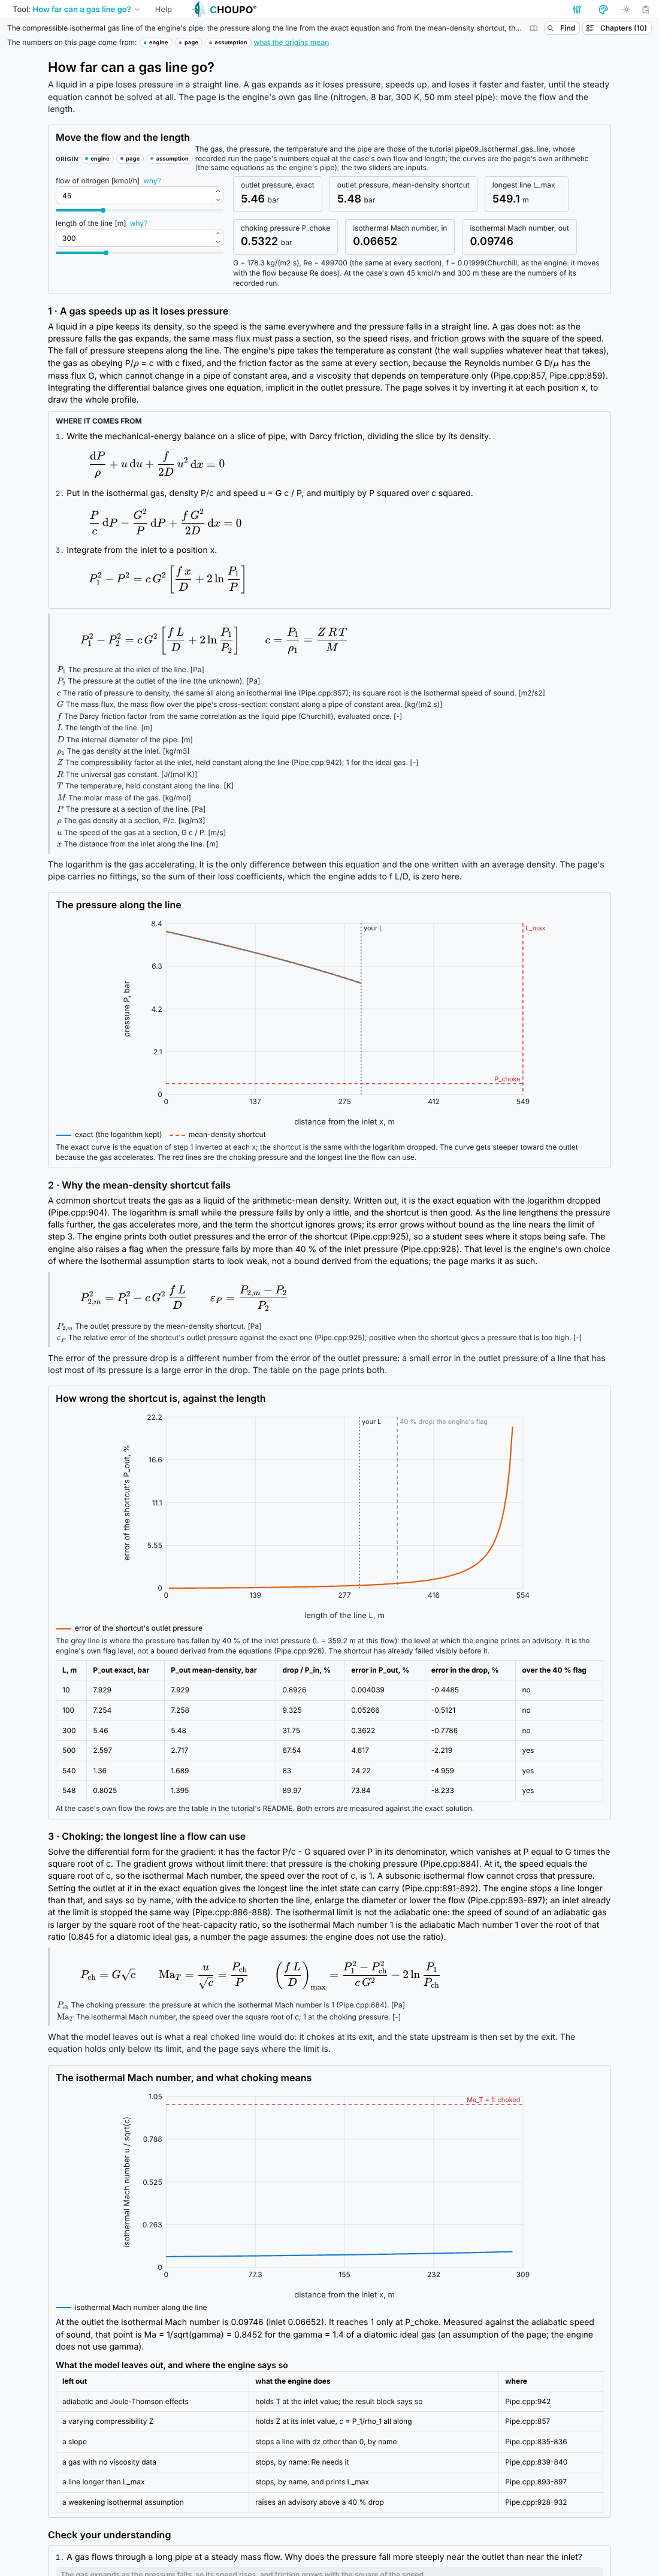 Tool: How far can a gas line go?
Help
CHOUPO®
The compressible isothermal gas line of the engine's pipe: the pressure along the line from the exact equation and from the mean-density shortcut, th...
Find
Chapters (10)
The numbers on this page come from: engine page assumption what the origins mean
How far can a gas line go?
A liquid in a pipe loses pressure in a straight line. A gas expands as it loses pressure, speeds up, and loses it faster and faster, until the steady
equation cannot be solved at all. The page is the engine's own gas line (nitrogen, 8 bar, 300 K, 50 mm steel pipe): move the flow and the
length.
Move the flow and the length
ORIGIN engine page assumption
The gas, the pressure, the temperature and the pipe are those of the tutorial pipe09_isothermal_gas_line, whose
recorded run the page's numbers equal at the case's own flow and length; the curves are the page's own arithmetic
(the same equations as the engine's pipe); the two sliders are inputs.
flow of nitrogen [kmol/h] why?
45
length of the line [m] why?
300
outlet pressure, exact
5.46 bar
outlet pressure, mean-density shortcut
5.48 bar
longest line L_max
549.1 m
choking pressure P_choke
0.5322 bar
isothermal Mach number, in
0.06652
isothermal Mach number, out
0.09746
G = 178.3 kg/(m2 s), Re = 499700 (the same at every section), f = 0.01999(Churchill, as the engine: it moves
with the flow because Re does). At the case's own 45 kmol/h and 300 m these are the numbers of its
recorded run.
1 · A gas speeds up as it loses pressure
A liquid in a pipe keeps its density, so the speed is the same everywhere and the pressure falls in a straight line. A gas does not: as the
pressure falls the gas expands, the same mass flux must pass a section, so the speed rises, and friction grows with the square of the speed.
The fall of pressure steepens along the line. The engine's pipe takes the temperature as constant (the wall supplies whatever heat that takes),
the gas as obeying P/ρ = c with c fixed, and the friction factor as the same at every section, because the Reynolds number G D/μ has the
mass flux G, which cannot change in a pipe of constant area, and a viscosity that depends on temperature only (Pipe.cpp:857, Pipe.cpp:859).
Integrating the differential balance gives one equation, implicit in the outlet pressure. The page solves it by inverting it at each position x, to
draw the whole profile.
WHERE IT COMES FROM
1. Write the mechanical-energy balance on a slice of pipe, with Darcy friction, dividing the slice by its density.
dP/ρ + u du + f/2D u² dx = 0
2. Put in the isothermal gas, density P/c and speed u = G c / P, and multiply by P squared over c squared.
P/c dP − G²/P dP + f G²/2D dx = 0
3. Integrate from the inlet to a position x.
P₁² − P² = c G² [f x/D + 2 ln P₁/P]
P₁² − P₂² = c G² [f L/D + 2 ln P₁/P₂] c = P₁/ρ₁ = Z R T/M
P₁ The pressure at the inlet of the line. [Pa]
P₂ The pressure at the outlet of the line (the unknown). [Pa]
c The ratio of pressure to density, the same all along an isothermal line (Pipe.cpp:857); its square root is the isothermal speed of sound. [m2/s2]
G The mass flux, the mass flow over the pipe's cross-section: constant along a pipe of constant area. [kg/(m2 s)]
f The Darcy friction factor from the same correlation as the liquid pipe (Churchill), evaluated once. [-]
L The length of the line. [m]
D The internal diameter of the pipe. [m]
ρ₁ The gas density at the inlet. [kg/m3]
Z The compressibility factor at the inlet, held constant along the line (Pipe.cpp:942); 1 for the ideal gas. [-]
R The universal gas constant. [J/(mol K)]
T The temperature, held constant along the line. [K]
M The molar mass of the gas. [kg/mol]
P The pressure at a section of the line. [Pa]
ρ The gas density at a section, P/c. [kg/m3]
u The speed of the gas at a section, G c / P. [m/s]
x The distance from the inlet along the line. [m]
The logarithm is the gas accelerating. It is the only difference between this equation and the one written with an average density. The page's
pipe carries no fittings, so the sum of their loss coefficients, which the engine adds to f L/D, is zero here.
The pressure along the line
8.4
6.3
4.2
2.1
0
pressure P, bar
your L
L_max
P_choke
0 137 275 412 549
distance from the inlet x, m
exact (the logarithm kept) mean-density shortcut
The exact curve is the equation of step 1 inverted at each x; the shortcut is the same with the logarithm dropped. The curve gets steeper toward the outlet
because the gas accelerates. The red lines are the choking pressure and the longest line the flow can use.
2 · Why the mean-density shortcut fails
A common shortcut treats the gas as a liquid of the arithmetic-mean density. Written out, it is the exact equation with the logarithm dropped
(Pipe.cpp:904). The logarithm is small while the pressure falls by only a little, and the shortcut is then good. As the line lengthens the pressure
falls further, the gas accelerates more, and the term the shortcut ignores grows; its error grows without bound as the line nears the limit of
step 3. The engine prints both outlet pressures and the error of the shortcut (Pipe.cpp:925), so a student sees where it stops being safe. The
engine also raises a flag when the pressure falls by more than 40 % of the inlet pressure (Pipe.cpp:928). That level is the engine's own choice
of where the isothermal assumption starts to look weak, not a bound derived from the equations; the page marks it as such.
P²₂,m = P₁² − c G² f L/D ε_P = P₂,m − P₂/P₂
P₂,m The outlet pressure by the mean-density shortcut. [Pa]
ε_P The relative error of the shortcut's outlet pressure against the exact one (Pipe.cpp:925); positive when the shortcut gives a pressure that is too high. [-]
The error of the pressure drop is a different number from the error of the outlet pressure: a small error in the outlet pressure of a line that has
lost most of its pressure is a large error in the drop. The table on the page prints both.
How wrong the shortcut is, against the length
22.2
16.6
11.1
5.55
0
error of the shortcut's P_out, %
your L
40 % drop: the engine's flag
0 139 277 416 554
length of the line L, m
error of the shortcut's outlet pressure
The grey line is where the pressure has fallen by 40 % of the inlet pressure (L = 359.2 m at this flow): the level at which the engine prints an advisory. It is the
engine's own flag level, not a bound derived from the equations (Pipe.cpp:928). The shortcut has already failed visibly before it.
L, m P_out exact, bar P_out mean-density, bar drop / P_in, % error in P_out, % error in the drop, % over the 40 % flag
10 7.929 7.929 0.8926 0.004039 -0.4485 no
100 7.254 7.258 9.325 0.05266 -0.5121 no
300 5.46 5.48 31.75 0.3622 -0.7786 no
500 2.597 2.717 67.54 4.617 -2.219 yes
540 1.36 1.689 83 24.22 -4.959 yes
548 0.8025 1.395 89.97 73.84 -8.233 yes
At the case's own flow the rows are the table in the tutorial's README. Both errors are measured against the exact solution.
3 · Choking: the longest line a flow can use
Solve the differential form for the gradient: it has the factor P/c - G squared over P in its denominator, which vanishes at P equal to G times the
square root of c. The gradient grows without limit there: that pressure is the choking pressure (Pipe.cpp:884). At it, the speed equals the
square root of c, so the isothermal Mach number, the speed over the root of c, is 1. A subsonic isothermal flow cannot cross that pressure.
Setting the outlet at it in the exact equation gives the longest line the inlet state can carry (Pipe.cpp:891-892). The engine stops a line longer
than that, and says so by name, with the advice to shorten the line, enlarge the diameter or lower the flow (Pipe.cpp:893-897); an inlet already
at the limit is stopped the same way (Pipe.cpp:886-888). The isothermal limit is not the adiabatic one: the speed of sound of an adiabatic gas
is larger by the square root of the heat-capacity ratio, so the isothermal Mach number 1 is the adiabatic Mach number 1 over the root of that
ratio (0.845 for a diatomic ideal gas, a number the page assumes: the engine does not use the ratio).
P_ch = G√c Ma_T = u/√c = P_ch/P (f L/D)max = P₁² − P²ch/c G² − 2 ln P₁/P_ch
P_ch The choking pressure: the pressure at which the isothermal Mach number is 1 (Pipe.cpp:884). [Pa]
Ma_T The isothermal Mach number, the speed over the square root of c; 1 at the choking pressure. [-]
What the model leaves out is what a real choked line would do: it chokes at its exit, and the state upstream is then set by the exit. The
equation holds only below its limit, and the page says where the limit is.
The isothermal Mach number, and what choking means
1.05
0.788
0.525
0.263
0
isothermal Mach number u / sqrt(c)
Ma_T = 1: choked
0 77.3 155 232 309
distance from the inlet x, m
isothermal Mach number along the line
At the outlet the isothermal Mach number is 0.09746 (inlet 0.06652). It reaches 1 only at P_choke. Measured against the adiabatic speed
of sound, that point is Ma = 1/sqrt(gamma) = 0.8452 for the gamma = 1.4 of a diatomic ideal gas (an assumption of the page; the engine
does not use gamma).
What the model leaves out, and where the engine says so
left out what the engine does where
adiabatic and Joule-Thomson effects holds T at the inlet value; the result block says so Pipe.cpp:942
a varying compressibility Z holds Z at its inlet value, c = P_1/rho_1 all along Pipe.cpp:857
a slope stops a line with dz other than 0, by name Pipe.cpp:835-836
a gas with no viscosity data stops, by name: Re needs it Pipe.cpp:839-840
a line longer than L_max stops, by name, and prints L_max Pipe.cpp:893-897
a weakening isothermal assumption raises an advisory above a 40 % drop Pipe.cpp:928-932
Check your understanding
1. A gas flows through a long pipe at a steady mass flow. Why does the pressure fall more steeply near the outlet than near the inlet?
The gas expands as the pressure falls, so its speed rises, and friction grows with the square of the speed.